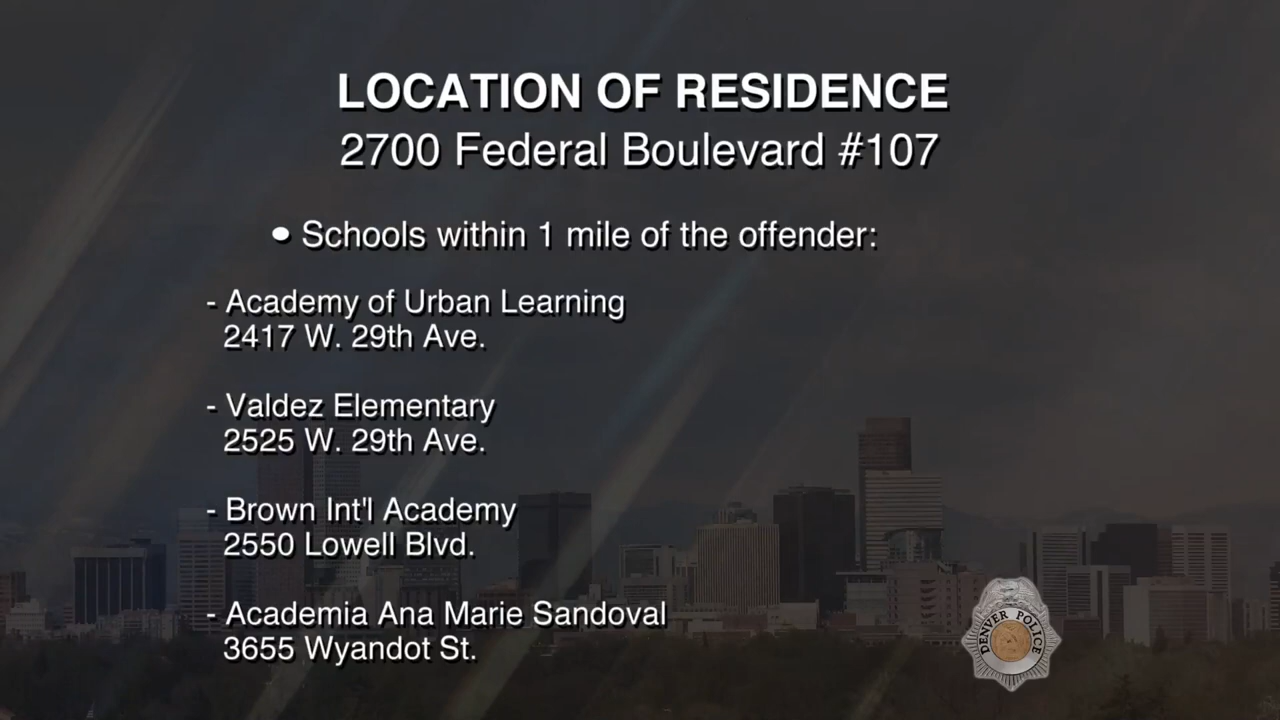 LOCATION OF RESIDENCE
2700 Federal Boulevard #107
• Schools within 1 mile of the offender:
- Academy of Urban Learning
2417 W. 29th Ave.
- Valdez Elementary
2525 W. 29th Ave.
- Brown Int'l Academy
2550 Lowell Blvd.
- Academia Ana Marie Sandoval
3655 Wyandot St.
DENVER POLICE